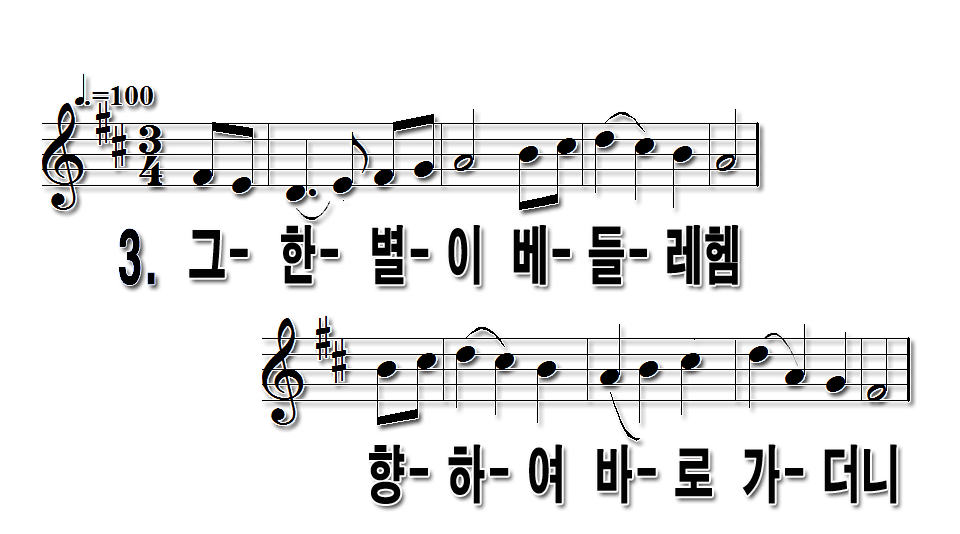 ♩.=100
3. 그- 한- 별-이 베-들-레헴
향-하-여 바-로 가-더니